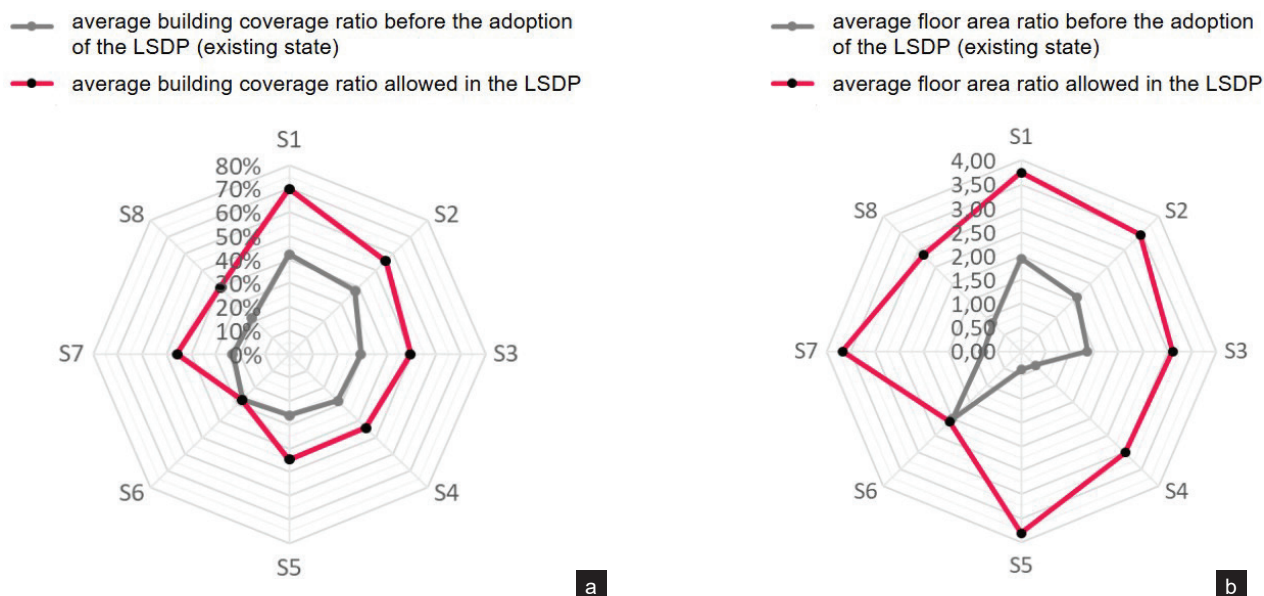 average building coverage ratio before the adoption
of the LSDP (existing state)
average building coverage ratio allowed in the LSDP
S1
80%
70%
60%
50%
40%
30%
20%
10%
0%
S2
S3
S4
S5
S6
S7
S8
a
average floor area ratio before the adoption
of the LSDP (existing state)
average floor area ratio allowed in the LSDP
S1
4,00
3,50
3,00
2,50
2,00
1,50
1,00
0,50
0,00
S2
S3
S4
S5
S6
S7
S8
b